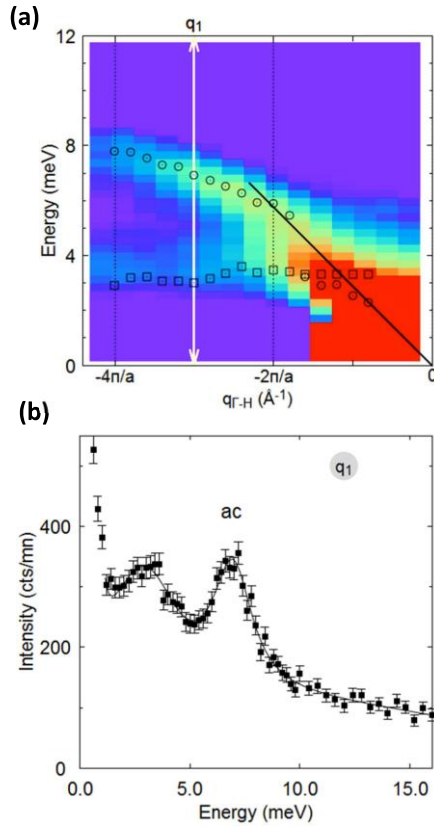 (a)
q₁
12
8
4
0
Energy (meV)
-4π/a
-2π/a
0
qΓ-H (Å⁻¹)
(b)
q₁
ac
400
200
0
Intensity (cts/mn)
0.0
5.0
10.0
15.0
Energy (meV)